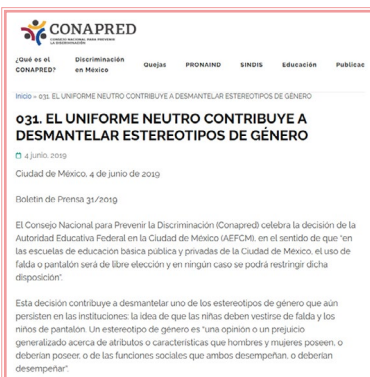 CONAPRED
CONSEJO NACIONAL PARA PREVENIR
LA DISCRIMINACIÓN
¿Qué es el CONAPRED?
Discriminación en México
Quejas
PRONAIND
SINDIS
Educación
Publicac
Inicio » 031. EL UNIFORME NEUTRO CONTRIBUYE A DESMANTELAR ESTEREOTIPOS DE GÉNERO
031. EL UNIFORME NEUTRO CONTRIBUYE A
DESMANTELAR ESTEREOTIPOS DE GÉNERO
4 junio, 2019
Ciudad de México, 4 de junio de 2019
Boletín de Prensa 31/2019
El Consejo Nacional para Prevenir la Discriminación (Conapred) celebra la decisión de la
Autoridad Educativa Federal en la Ciudad de México (AEFCM), en el sentido de que "en
las escuelas de educación básica pública y privadas de la Ciudad de México, el uso de
falda o pantalón será de libre elección y en ningún caso se podrá restringir dicha
disposición".
Esta decisión contribuye a desmantelar uno de los estereotipos de género que aún
persisten en las instituciones: la idea de que las niñas deben vestirse de falda y los
niños de pantalón. Un estereotipo de género es "una opinión o un prejuicio
generalizado acerca de atributos o características que hombres y mujeres poseen, o
deberían poseer, o de las funciones sociales que ambos desempeñan, o deberían
desempeñar".